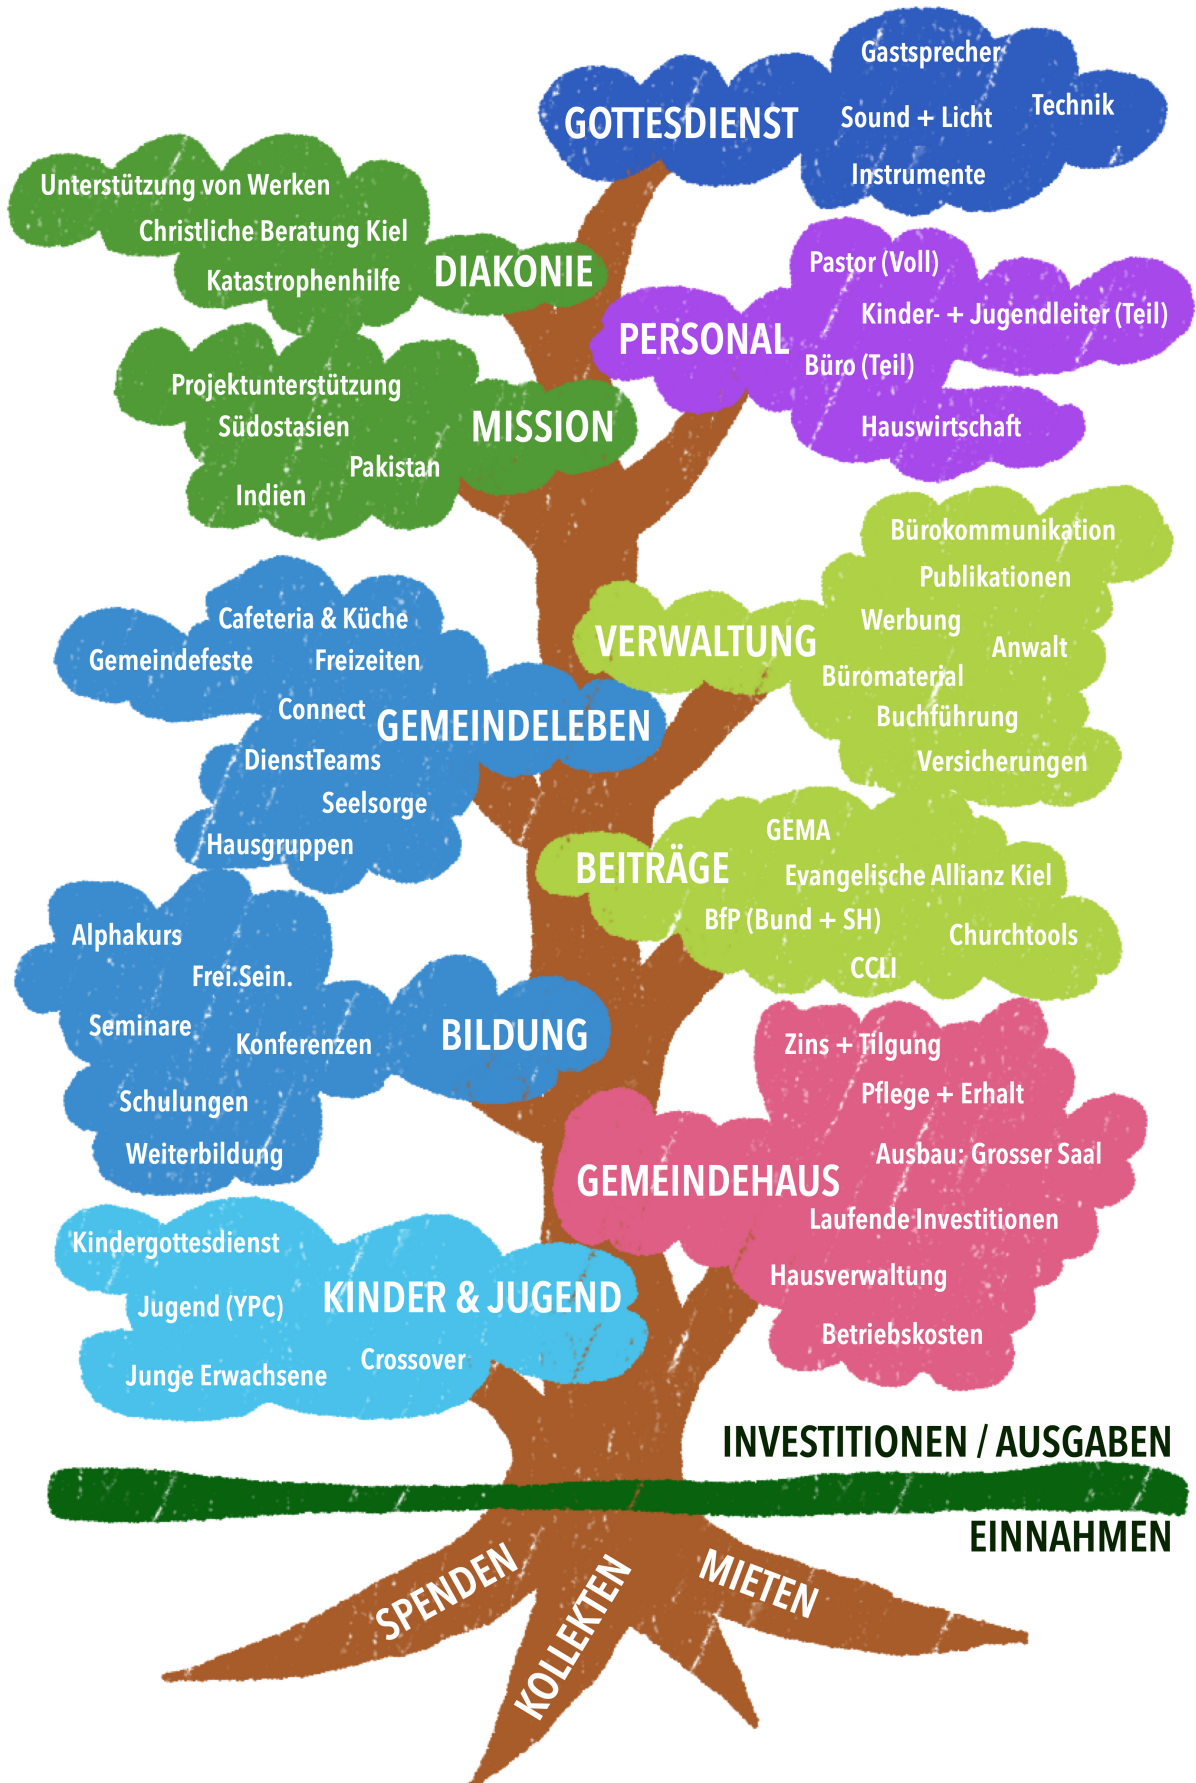 GOTTESDIENST
Gastsprecher
Technik
Sound + Licht
Instrumente
Unterstützung von Werken
Christliche Beratung Kiel
Katastrophenhilfe
DIAKONIE
PERSONAL
Pastor (Voll)
Kinder- + Jugendleiter (Teil)
Büro (Teil)
Hauswirtschaft
Projektunterstützung
Südostasien
Pakistan
Indien
MISSION
VERWALTUNG
Bürokommunikation
Publikationen
Werbung
Anwalt
Büromaterial
Buchführung
Versicherungen
Cafeteria & Küche
Gemeindefeste
Freizeiten
Connect
GEMEINDELEBEN
DienstTeams
Seelsorge
Hausgruppen
BEITRÄGE
GEMA
Evangelische Allianz Kiel
BfP (Bund + SH)
Churchtools
CCLI
Alphakurs
Frei.Sein.
Seminare
Konferenzen
BILDUNG
Schulungen
Weiterbildung
GEMEINDEHAUS
Zins + Tilgung
Pflege + Erhalt
Ausbau: Grosser Saal
Laufende Investitionen
Hausverwaltung
Betriebskosten
Kindergottesdienst
Jugend (YPC)
KINDER & JUGEND
Crossover
Junge Erwachsene
INVESTITIONEN / AUSGABEN
EINNAHMEN
SPENDEN
KOLLEKTEN
MIETEN